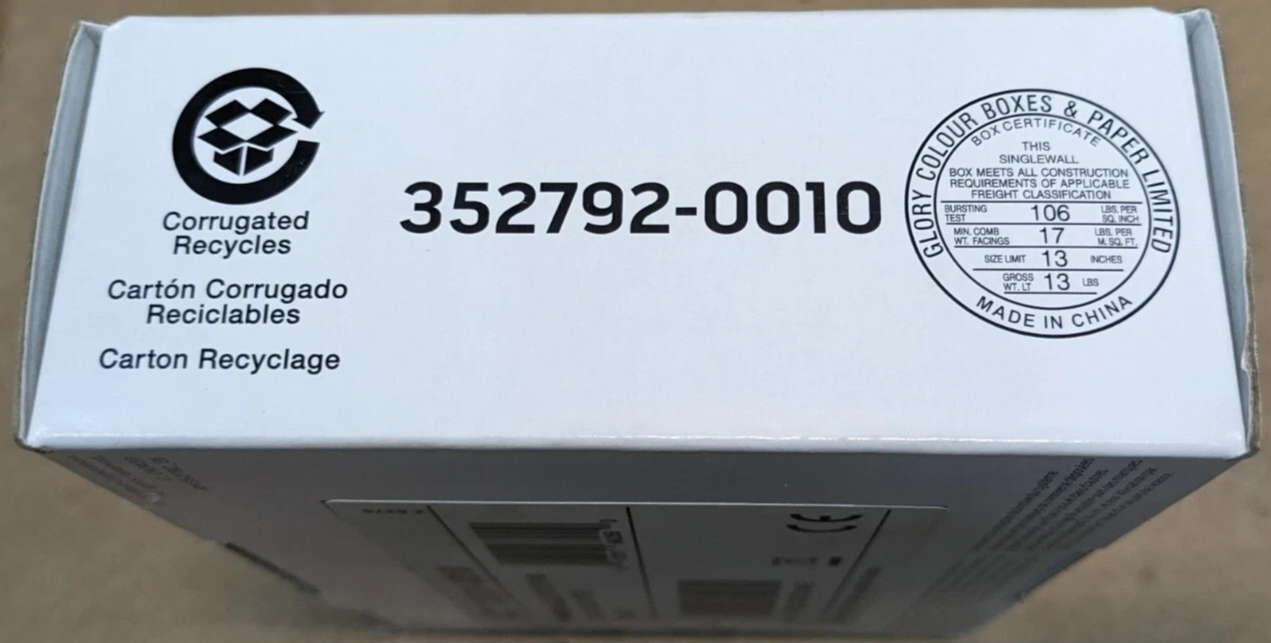 Corrugated
Recycles
Cartón Corrugado
Reciclables
Carton Recyclage
352792-0010
GLORY COLOUR BOXES & PAPER LIMITED
BOX CERTIFICATE
THIS
SINGLEWALL
BOX MEETS ALL CONSTRUCTION
REQUIREMENTS OF APPLICABLE
FREIGHT CLASSIFICATION
BURSTING TEST 106 LBS. PER SQ. INCH
MIN. COMB WT. FACINGS 17 LBS. PER M. SQ. FT.
SIZE LIMIT 13 INCHES
GROSS WT. LT 13 LBS
MADE IN CHINA
CE